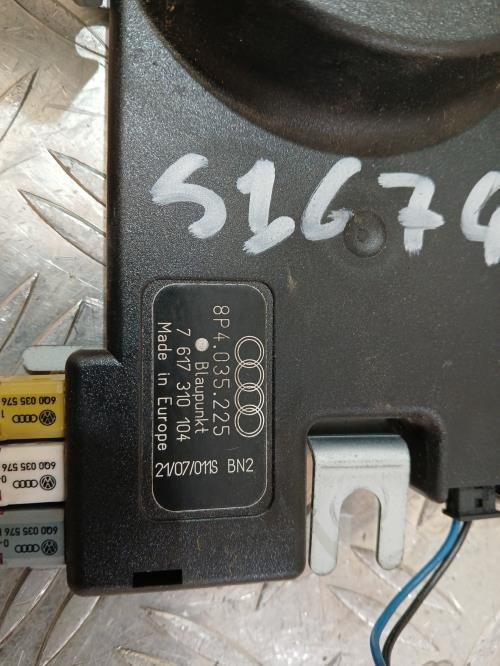 S1674
8P4.035.225
Blaupunkt
7 617 310 104
Made in Europe
21/07/011S BN2
6Q0 035 576
6Q0 035 576
6Q0 035 576